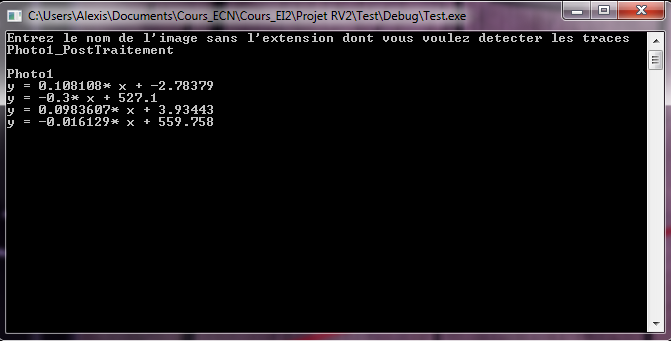 C:\Users\Alexis\Documents\Cours_ECN\Cours_EI2\Projet RV2\Test\Debug\Test.exe
Entrez le nom de l'image sans l'extension dont vous voulez detecter les traces
Photo1_PostTraitement
Photo1
y = 0.108108* x + -2.78379
y = -0.3* x + 527.1
y = 0.0983607* x + 3.93443
y = -0.016129* x + 559.758